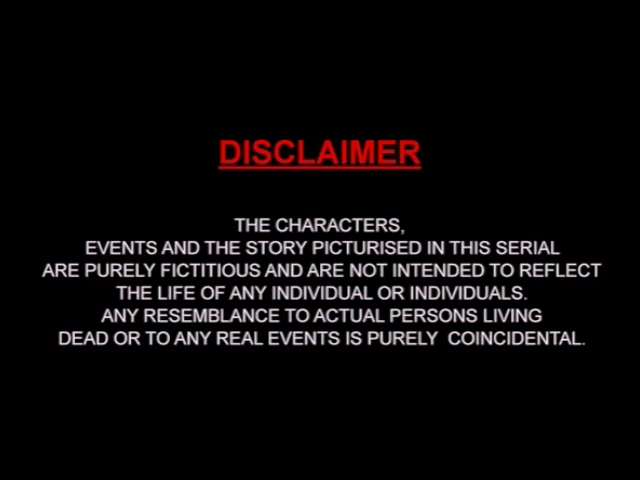 DISCLAIMER
THE CHARACTERS,
EVENTS AND THE STORY PICTURISED IN THIS SERIAL
ARE PURELY FICTITIOUS AND ARE NOT INTENDED TO REFLECT
THE LIFE OF ANY INDIVIDUAL OR INDIVIDUALS.
ANY RESEMBLANCE TO ACTUAL PERSONS LIVING
DEAD OR TO ANY REAL EVENTS IS PURELY COINCIDENTAL.